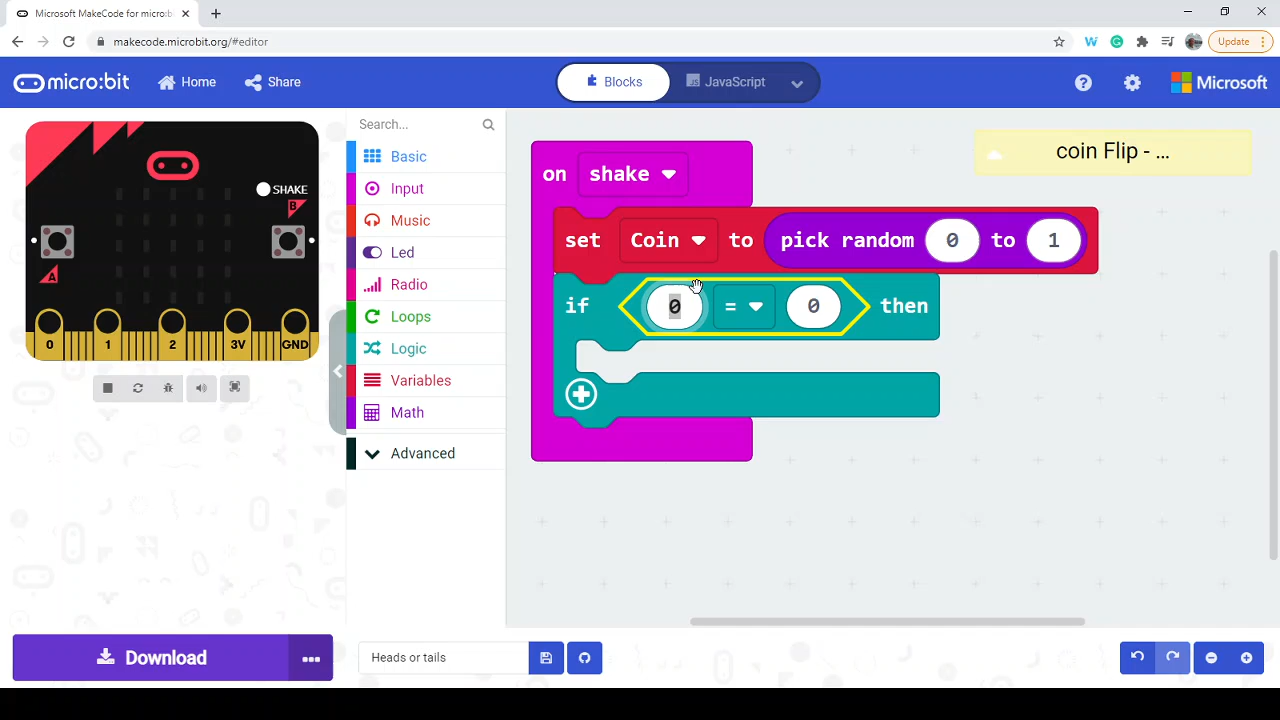 Microsoft MakeCode for micro:b
makecode.microbit.org/#editor
Update
micro:bit
Home
Share
Blocks
JS
JavaScript
?
Microsoft
SHAKE
B
A
0
1
2
3V
GND
Search...
Basic
Input
Music
Led
Radio
Loops
Logic
Variables
Math
Advanced
on shake
set Coin to pick random 0 to 1
if 0 = 0 then
coin Flip - ...
Download
...
Heads or tails